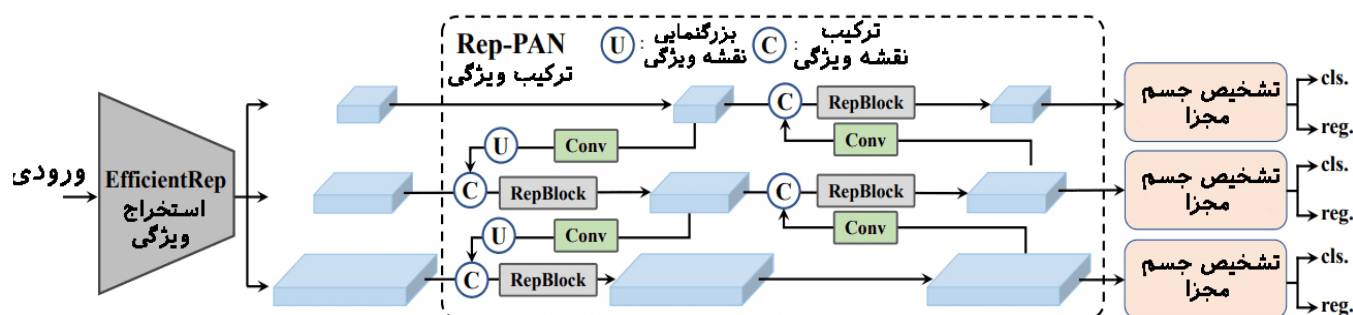 Rep-PAN
ترکیب ویژگی
U : بزرگنمایی
نقشه ویژگی
C : ترکیب
نقشه ویژگی
ورودی
EfficientRep
استخراج
ویژگی
C
RepBlock
Conv
U
Conv
C
RepBlock
C
RepBlock
U
Conv
Conv
C
RepBlock
تشخیص جسم
مجزا
cls.
reg.
تشخیص جسم
مجزا
cls.
reg.
تشخیص جسم
مجزا
cls.
reg.